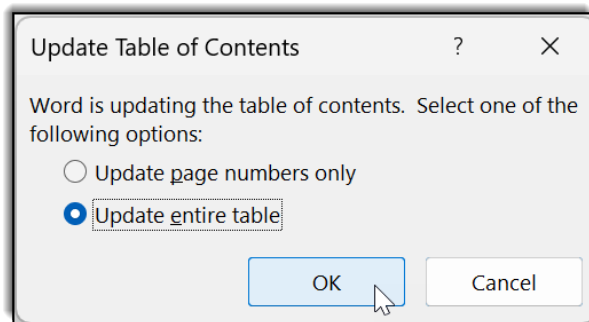 Update Table of Contents ?
Word is updating the table of contents. Select one of the
following options:
Update page numbers only
Update entire table
OK Cancel